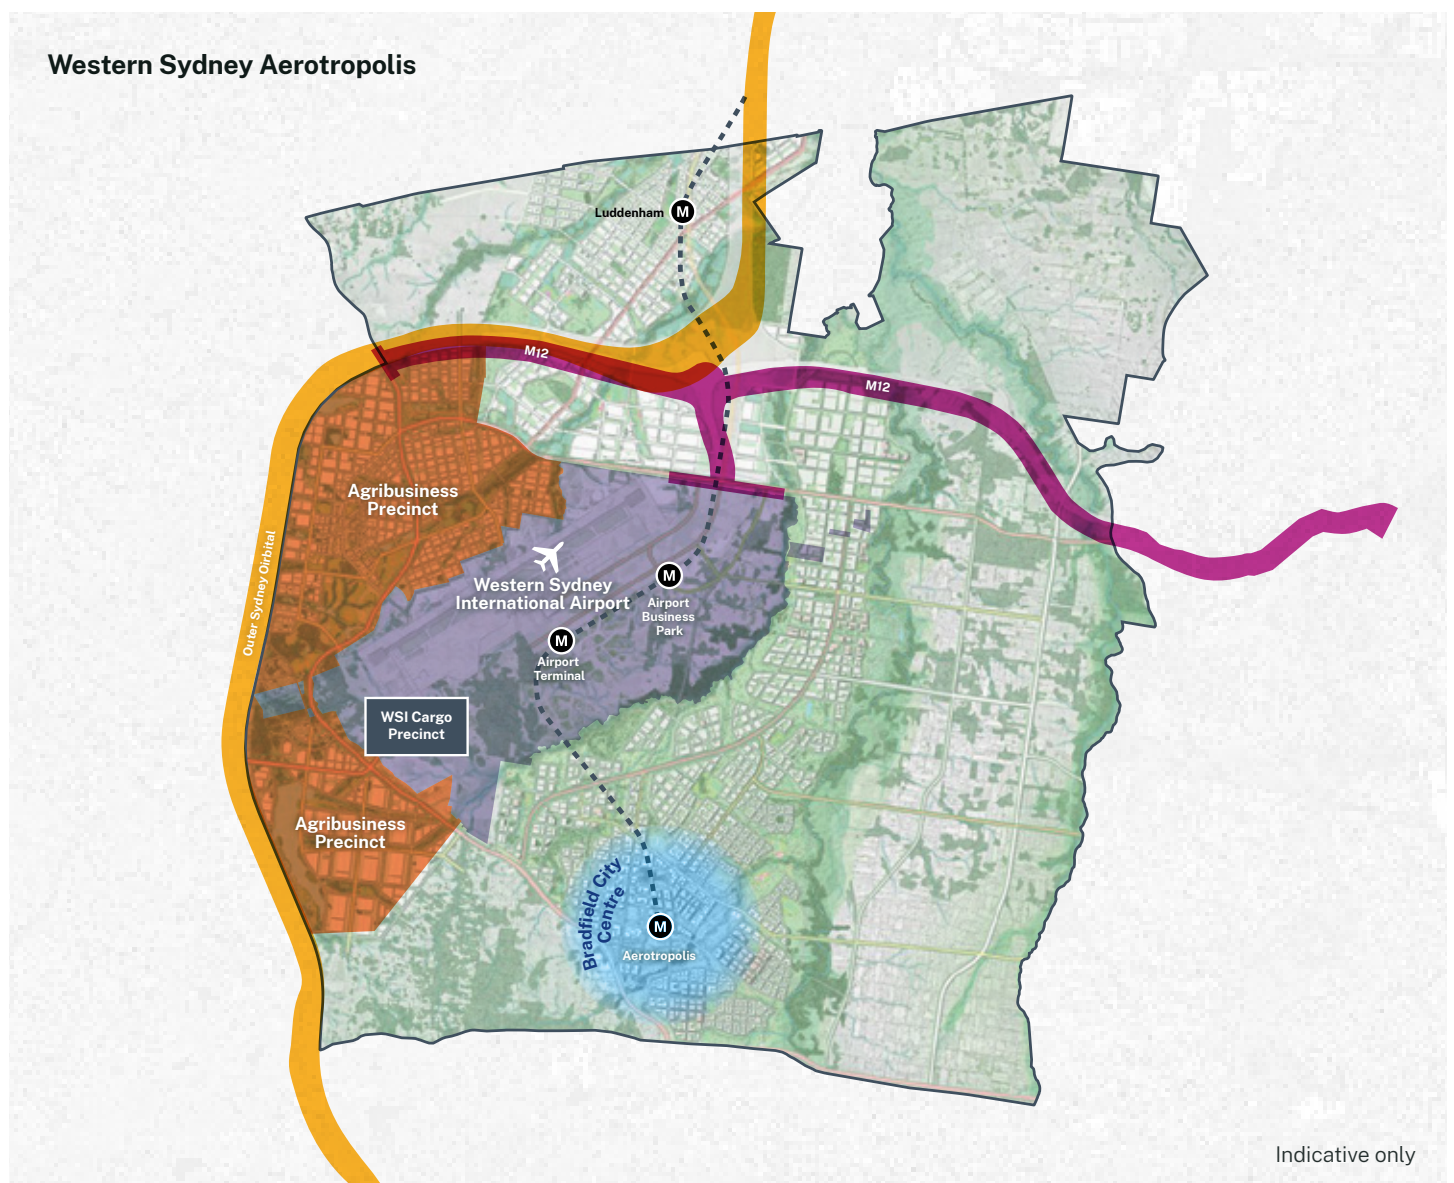 Western Sydney Aerotropolis
Luddenham
M
M12
M12
Agribusiness
Precinct
Outer Sydney Oirbital
Western Sydney
International Airport
M
Airport
Business
Park
M
Airport
Terminal
WSI Cargo
Precinct
Agribusiness
Precinct
Bradfield City
Centre
M
Aerotropolis
Indicative only